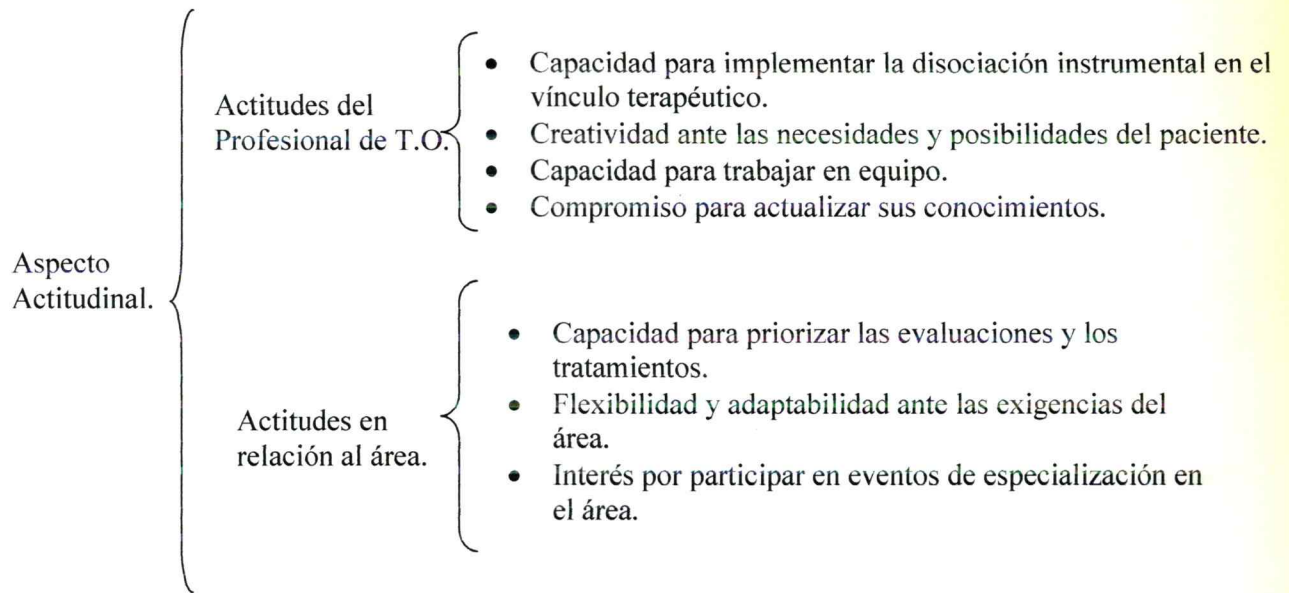 Aspecto
Actitudinal.
Actitudes del
Profesional de T.O.
• Capacidad para implementar la disociación instrumental en el
vínculo terapéutico.
• Creatividad ante las necesidades y posibilidades del paciente.
• Capacidad para trabajar en equipo.
• Compromiso para actualizar sus conocimientos.
Actitudes en
relación al área.
• Capacidad para priorizar las evaluaciones y los
tratamientos.
• Flexibilidad y adaptabilidad ante las exigencias del
área.
• Interés por participar en eventos de especialización en
el área.